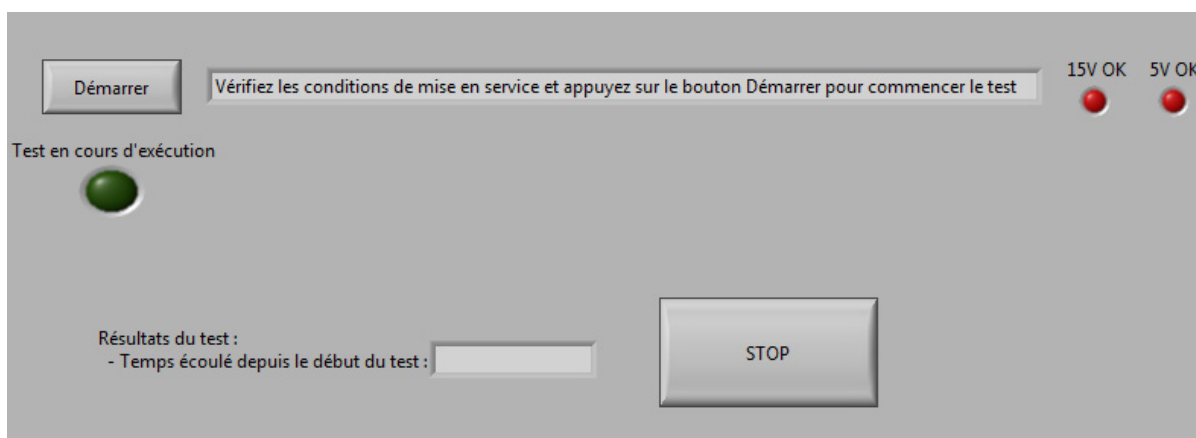 15V OK
5V OK
Démarrer
Vérifiez les conditions de mise en service et appuyez sur le bouton Démarrer pour commencer le test
Test en cours d'exécution
Résultats du test :
- Temps écoulé depuis le début du test :
STOP